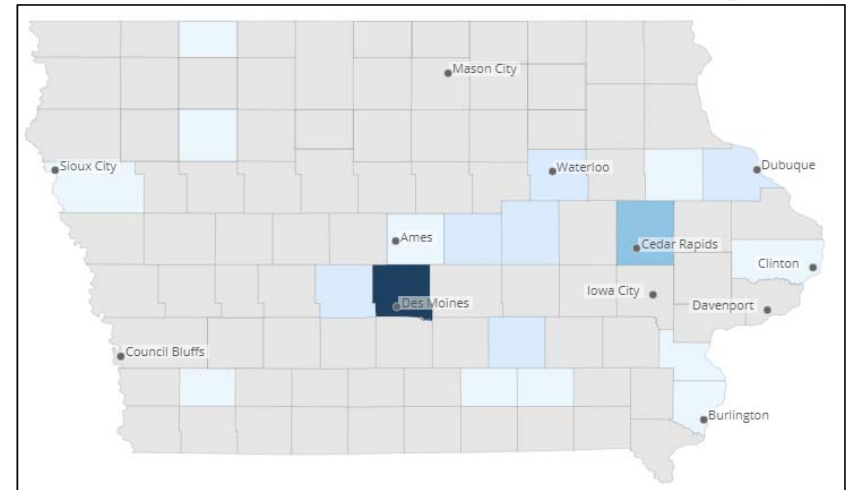 Mason City
Sioux City
Waterloo
Dubuque
Ames
Cedar Rapids
Clinton
Iowa City
Des Moines
Davenport
Council Bluffs
Burlington